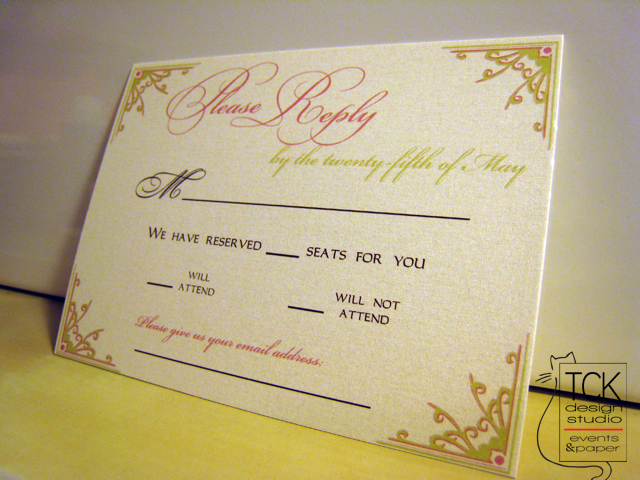 Please Reply
by the twenty-fifth of May
M
WE HAVE RESERVED ___ SEATS FOR YOU
WILL
ATTEND
WILL NOT
ATTEND
Please give us your email address:
TCK
design
studio
events
&paper